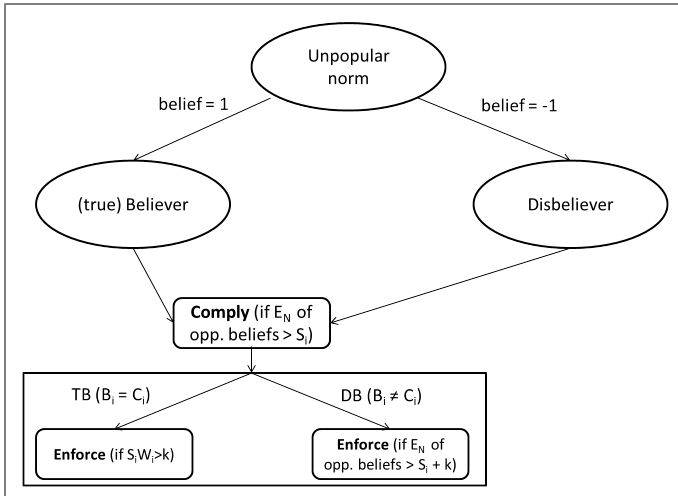 Unpopular
norm
belief = 1
belief = -1
(true) Believer
Disbeliever
Comply (if E_N of
opp. beliefs > S_i)
TB (B_i = C_i)
DB (B_i ≠ C_i)
Enforce (if S_iW_i>k)
Enforce (if E_N of
opp. beliefs > S_i + k)